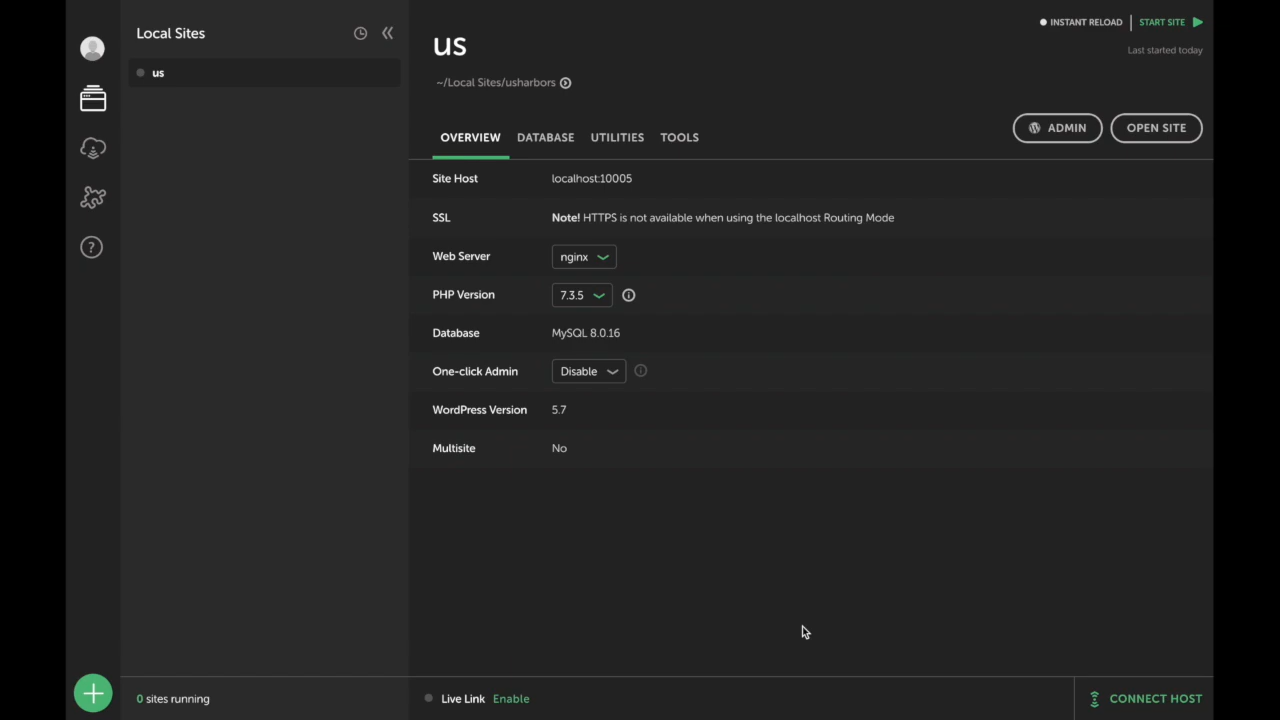 Local Sites
us
us
~/Local Sites/usharbors
INSTANT RELOAD
START SITE
Last started today
ADMIN
OPEN SITE
OVERVIEW
DATABASE
UTILITIES
TOOLS
Site Host
localhost:10005
SSL
Note! HTTPS is not available when using the localhost Routing Mode
Web Server
nginx
PHP Version
7.3.5
Database
MySQL 8.0.16
One-click Admin
Disable
WordPress Version
5.7
Multisite
No
0 sites running
Live Link Enable
CONNECT HOST